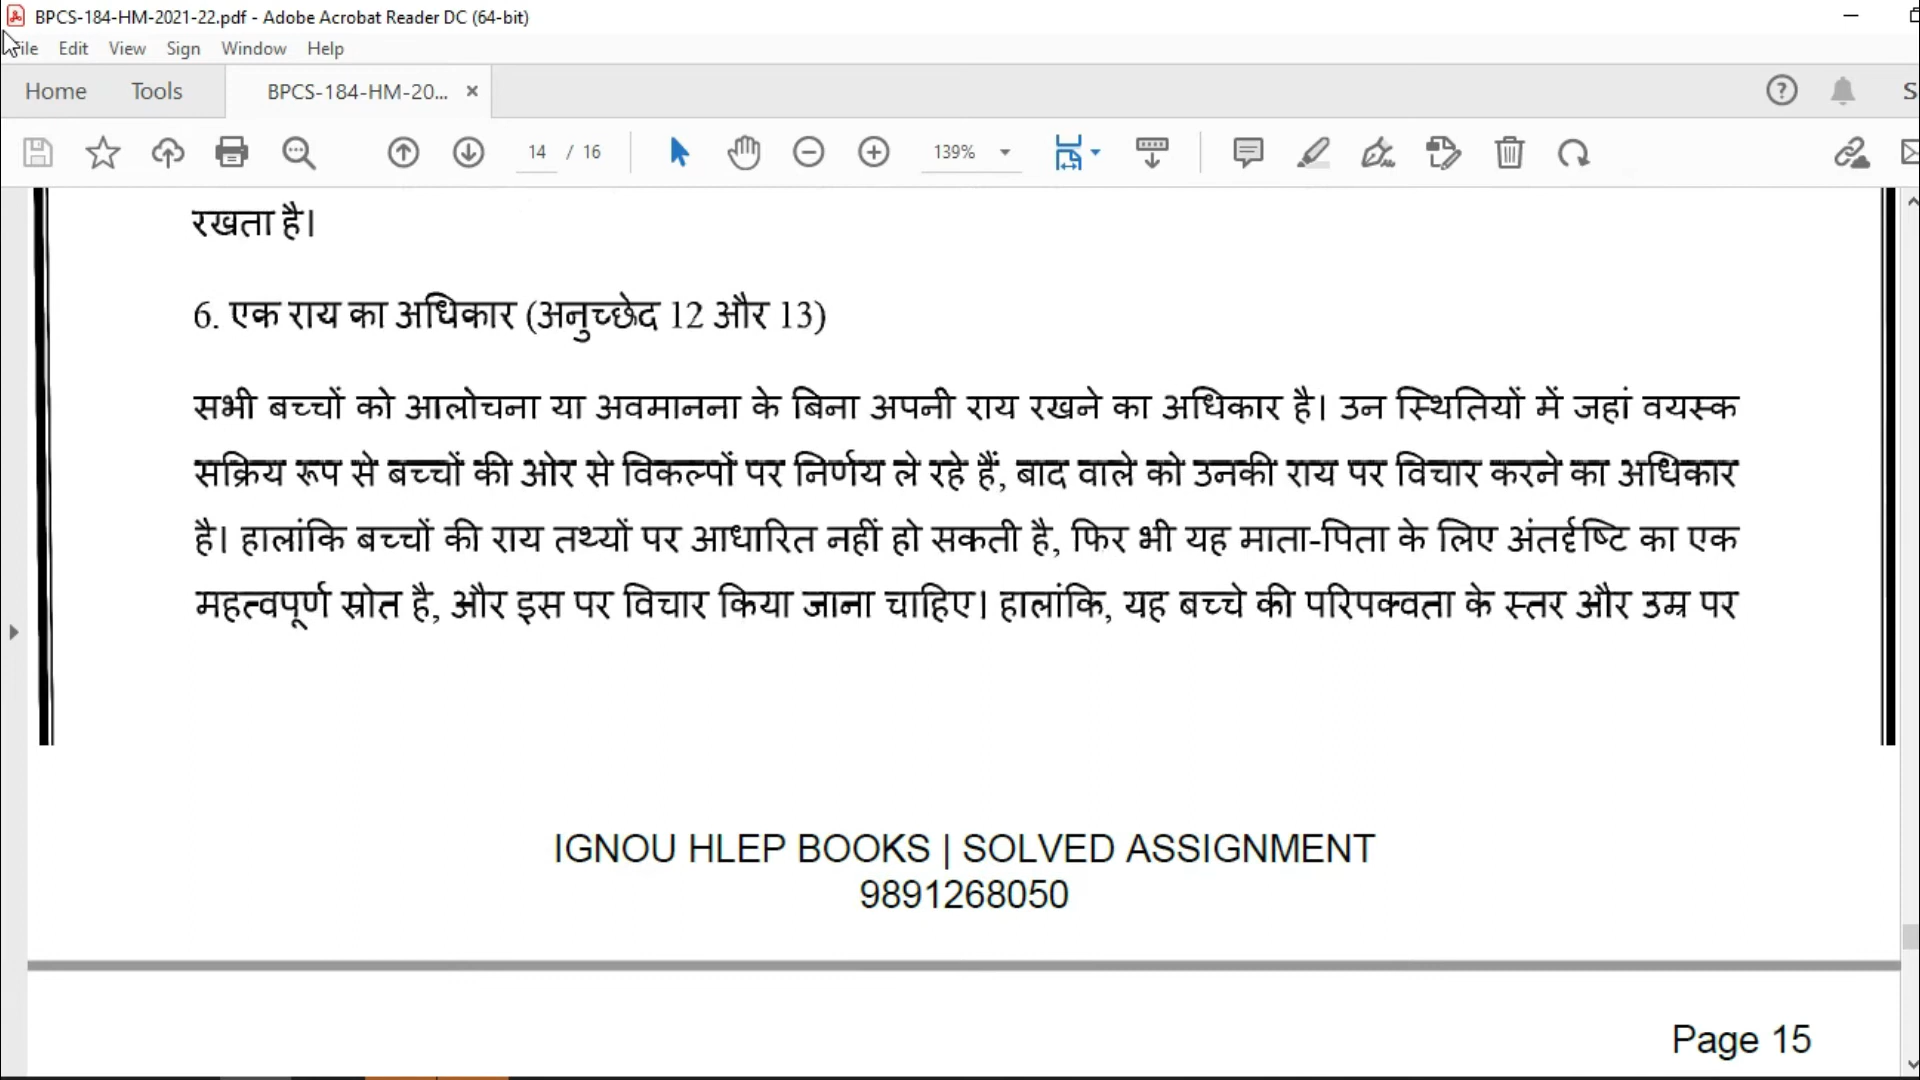 BPCS-184-HM-2021-22.pdf - Adobe Acrobat Reader DC (64-bit)
File Edit View Sign Window Help
Home Tools BPCS-184-HM-20... × ? S
14 / 16 139%
रखता है।
6. एक राय का अधिकार (अनुच्छेद 12 और 13)
सभी बच्चों को आलोचना या अवमानना के बिना अपनी राय रखने का अधिकार है। उन स्थितियों में जहां वयस्क
सक्रिय रूप से बच्चों की ओर से विकल्पों पर निर्णय ले रहे हैं, बाद वाले को उनकी राय पर विचार करने का अधिकार
है। हालांकि बच्चों की राय तथ्यों पर आधारित नहीं हो सकती है, फिर भी यह माता-पिता के लिए अंतर्दृष्टि का एक
महत्वपूर्ण स्रोत है, और इस पर विचार किया जाना चाहिए। हालांकि, यह बच्चे की परिपक्वता के स्तर और उम्र पर
IGNOU HLEP BOOKS | SOLVED ASSIGNMENT
9891268050
Page 15